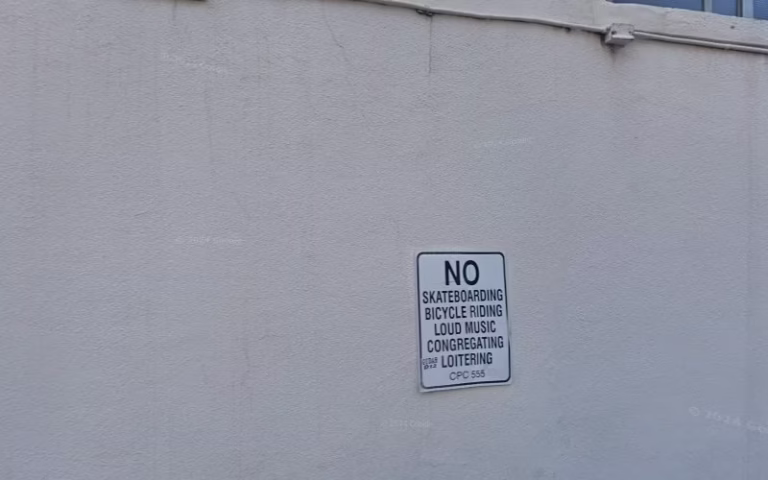 NO
SKATEBOARDING
BICYCLE RIDING
LOUD MUSIC
CONGREGATING
LOITERING
CPC 555